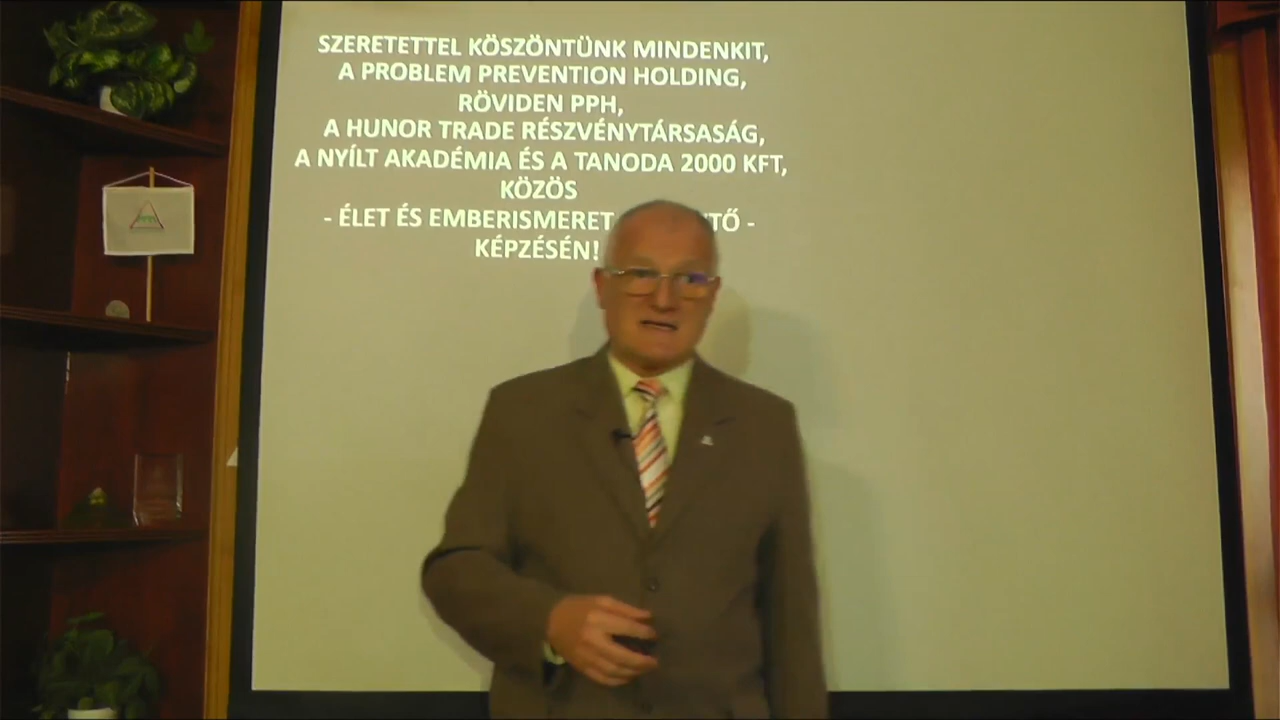 SZERETETTEL KÖSZÖNTÜNK MINDENKIT,
A PROBLEM PREVENTION HOLDING,
RÖVIDEN PPH,
A HUNOR TRADE RÉSZVÉNYTÁRSASÁG,
A NYÍLT AKADÉMIA ÉS A TANODA 2000 KFT,
KÖZÖS
- ÉLET ÉS EMBERISMERET -
KÉPZÉSÉN!